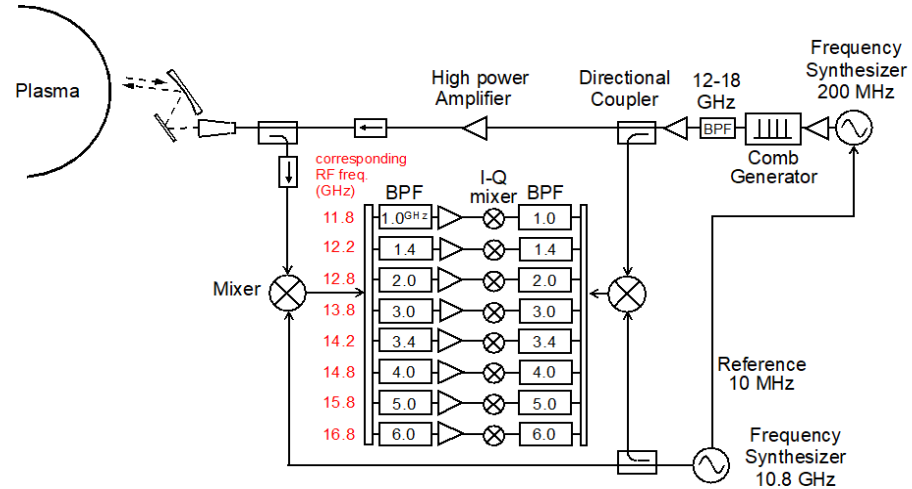 Plasma
High power
Amplifier
Directional
Coupler
12-18
GHz
BPF
Comb
Generator
Frequency
Synthesizer
200 MHz
corresponding
RF freq.
(GHz)
BPF
I-Q
mixer
BPF
11.8 1.0GHz 1.0
12.2 1.4 1.4
12.8 2.0 2.0
13.8 3.0 3.0
14.2 3.4 3.4
14.8 4.0 4.0
15.8 5.0 5.0
16.8 6.0 6.0
Mixer
Reference
10 MHz
Frequency
Synthesizer
10.8 GHz